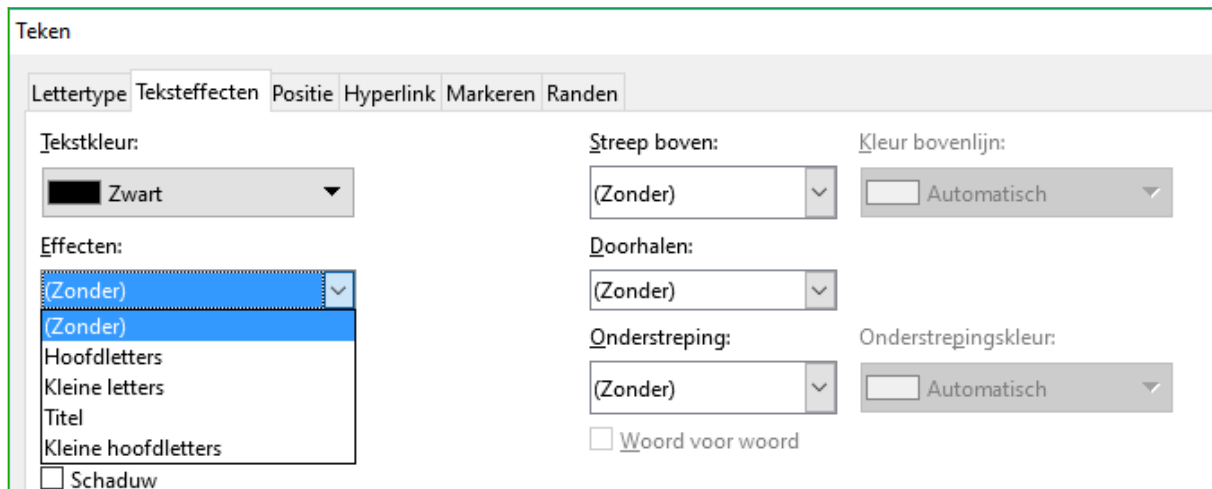 Teken
Lettertype Teksteffecten Positie Hyperlink Markeren Randen
Tekstkleur:
Zwart
Effecten:
(Zonder)
(Zonder)
Hoofdletters
Kleine letters
Titel
Kleine hoofdletters
Schaduw
Streep boven: Kleur bovenlijn:
(Zonder) Automatisch
Doorhalen:
(Zonder)
Onderstreping: Onderstrepingskleur:
(Zonder) Automatisch
Woord voor woord